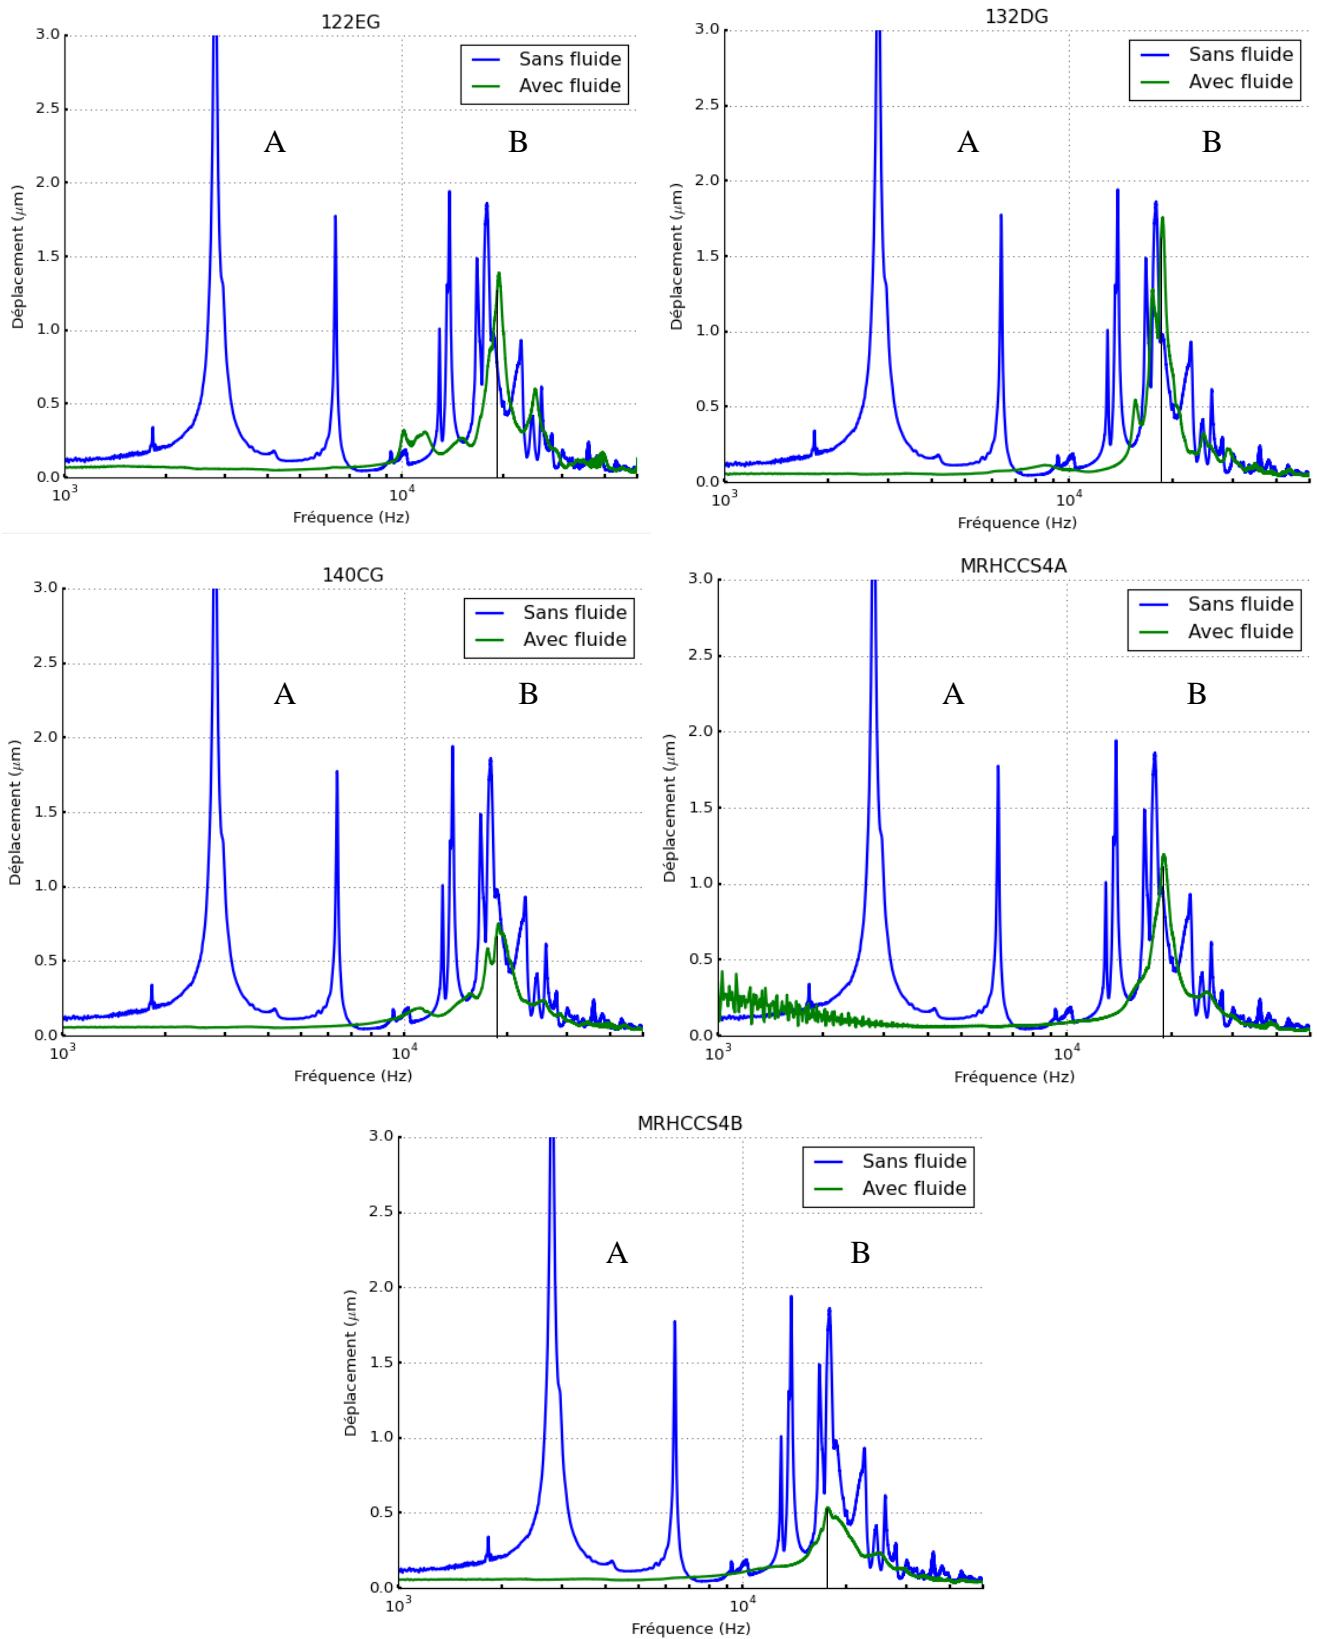 122EG
3.0
2.5
2.0
1.5
1.0
0.5
0.0
Déplacement (μm)
Sans fluide
Avec fluide
A
B
10³
10⁴
Fréquence (Hz)
132DG
3.0
2.5
2.0
1.5
1.0
0.5
0.0
Déplacement (μm)
Sans fluide
Avec fluide
A
B
10³
10⁴
Fréquence (Hz)
140CG
3.0
2.5
2.0
1.5
1.0
0.5
0.0
Déplacement (μm)
Sans fluide
Avec fluide
A
B
10³
10⁴
Fréquence (Hz)
MRHCCS4A
3.0
2.5
2.0
1.5
1.0
0.5
0.0
Déplacement (μm)
Sans fluide
Avec fluide
A
B
10³
10⁴
Fréquence (Hz)
MRHCCS4B
3.0
2.5
2.0
1.5
1.0
0.5
0.0
Déplacement (μm)
Sans fluide
Avec fluide
A
B
10³
10⁴
Fréquence (Hz)